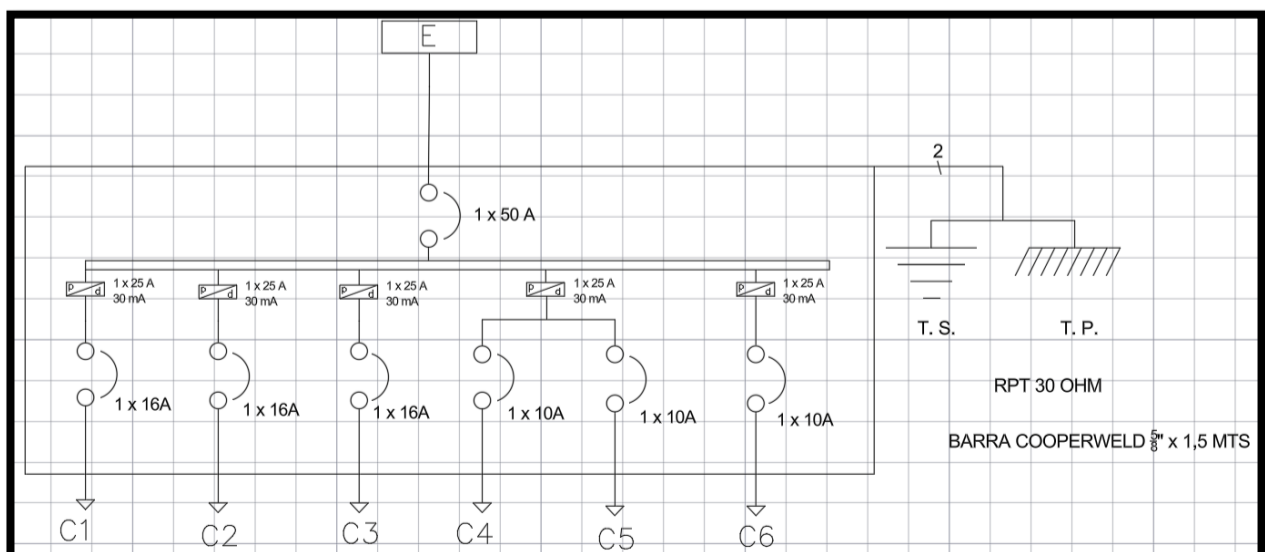 E
2
1 x 50 A
P d
1 x 25 A
30 mA
P d
1 x 25 A
30 mA
P d
1 x 25 A
30 mA
P d
1 x 25 A
30 mA
P d
1 x 25 A
30 mA
T. S.
T. P.
1 x 16A
1 x 16A
1 x 16A
1 x 10A
1 x 10A
1 x 10A
RPT 30 OHM
BARRA COOPERWELD 5/8" x 1,5 MTS
C1
C2
C3
C4
C5
C6